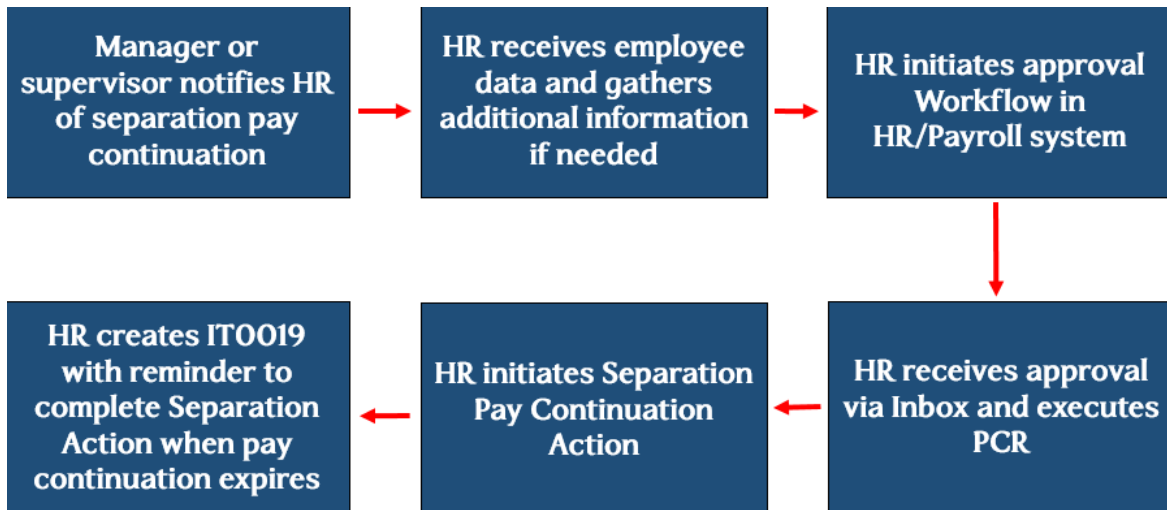 Manager or
supervisor notifies HR
of separation pay
continuation
HR receives employee
data and gathers
additional information
if needed
HR initiates approval
Workflow in
HR/Payroll system
HR receives approval
via Inbox and executes
PCR
HR initiates Separation
Pay Continuation
Action
HR creates IT0019
with reminder to
complete Separation
Action when pay
continuation expires